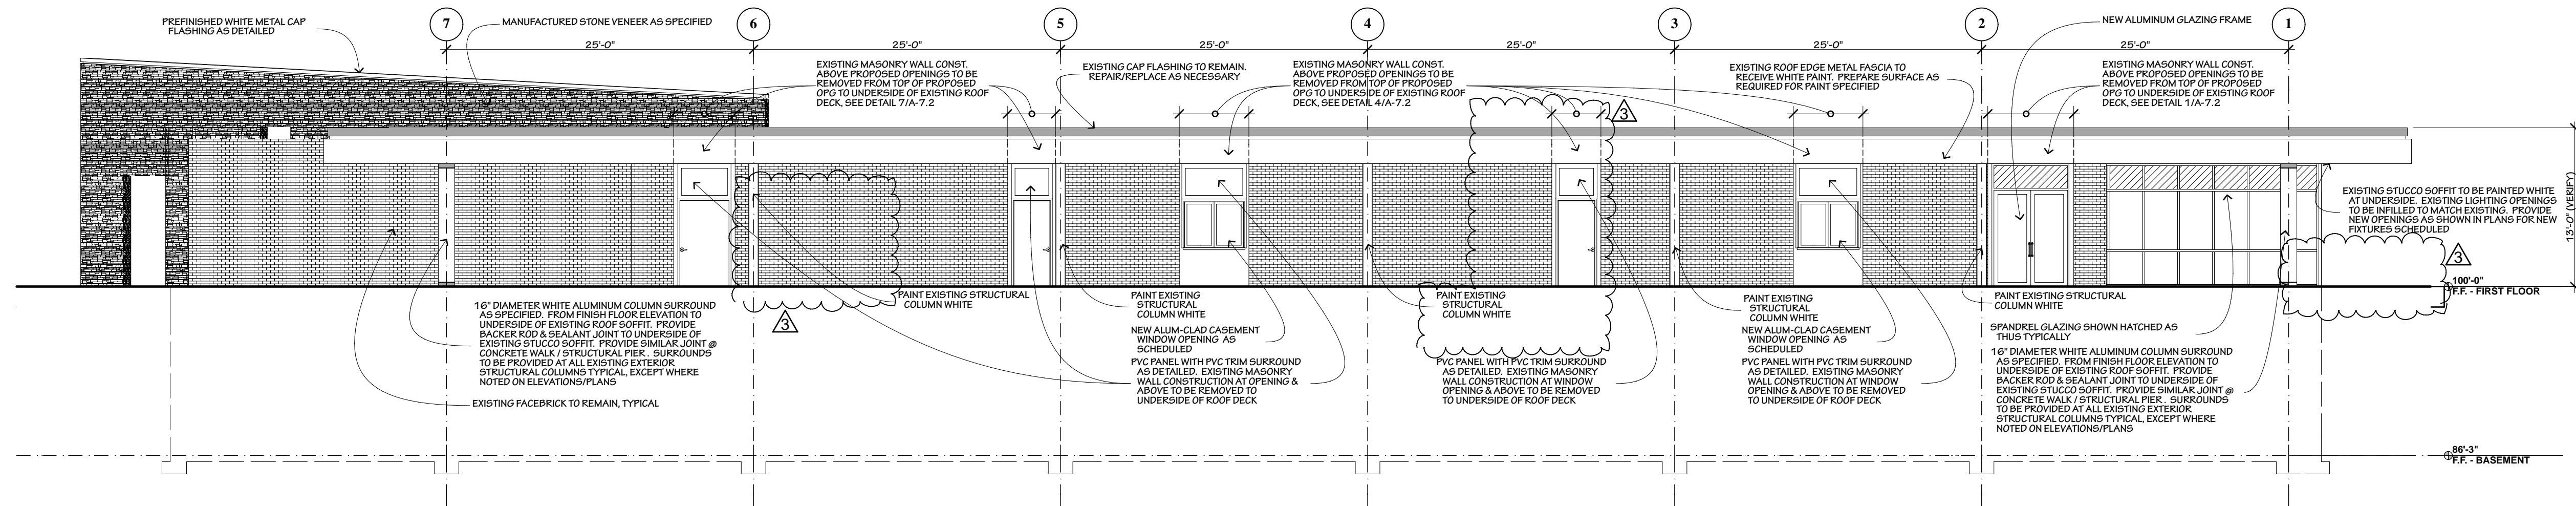 PREFINISHED WHITE METAL CAP
FLASHING AS DETAILED
7
MANUFACTURED STONE VENEER AS SPECIFIED
6
5
4
3
2
NEW ALUMINUM GLAZING FRAME
1
25'-0"
25'-0"
25'-0"
25'-0"
25'-0"
25'-0"
EXISTING MASONRY WALL CONST.
ABOVE PROPOSED OPENINGS TO BE
REMOVED FROM TOP OF PROPOSED
OPG TO UNDERSIDE OF EXISTING ROOF
DECK, SEE DETAIL 7/A-7.2
EXISTING CAP FLASHING TO REMAIN.
REPAIR/REPLACE AS NECESSARY
EXISTING MASONRY WALL CONST.
ABOVE PROPOSED OPENINGS TO BE
REMOVED FROM TOP OF PROPOSED
OPG TO UNDERSIDE OF EXISTING ROOF
DECK, SEE DETAIL 4/A-7.2
3
EXISTING ROOF EDGE METAL FASCIA TO
RECEIVE WHITE PAINT. PREPARE SURFACE AS
REQUIRED FOR PAINT SPECIFIED
EXISTING MASONRY WALL CONST.
ABOVE PROPOSED OPENINGS TO BE
REMOVED FROM TOP OF PROPOSED
OPG TO UNDERSIDE OF EXISTING ROOF
DECK, SEE DETAIL 1/A-7.2
EXISTING STUCCO SOFFIT TO BE PAINTED WHITE
AT UNDERSIDE. EXISTING LIGHTING OPENINGS
TO BE INFILLED TO MATCH EXISTING. PROVIDE
NEW OPENINGS AS SHOWN IN PLANS FOR NEW
FIXTURES SCHEDULED
13'-0" (VERIFY)
3
100'-0"
F.F. - FIRST FLOOR
16" DIAMETER WHITE ALUMINUM COLUMN SURROUND
AS SPECIFIED. FROM FINISH FLOOR ELEVATION TO
UNDERSIDE OF EXISTING ROOF SOFFIT. PROVIDE
BACKER ROD & SEALANT JOINT TO UNDERSIDE OF
EXISTING STUCCO SOFFIT. PROVIDE SIMILAR JOINT @
CONCRETE WALK / STRUCTURAL PIER . SURROUNDS
TO BE PROVIDED AT ALL EXISTING EXTERIOR
STRUCTURAL COLUMNS TYPICAL, EXCEPT WHERE
NOTED ON ELEVATIONS/PLANS
EXISTING FACEBRICK TO REMAIN, TYPICAL
3
PAINT EXISTING STRUCTURAL
COLUMN WHITE
PAINT EXISTING
STRUCTURAL
COLUMN WHITE
NEW ALUM-CLAD CASEMENT
WINDOW OPENING AS
SCHEDULED
PVC PANEL WITH PVC TRIM SURROUND
AS DETAILED. EXISTING MASONRY
WALL CONSTRUCTION AT OPENING &
ABOVE TO BE REMOVED TO
UNDERSIDE OF ROOF DECK
PAINT EXISTING
STRUCTURAL
COLUMN WHITE
PVC PANEL WITH PVC TRIM SURROUND
AS DETAILED. EXISTING MASONRY
WALL CONSTRUCTION AT WINDOW
OPENING & ABOVE TO BE REMOVED
TO UNDERSIDE OF ROOF DECK
PAINT EXISTING
STRUCTURAL
COLUMN WHITE
NEW ALUM-CLAD CASEMENT
WINDOW OPENING AS
SCHEDULED
PVC PANEL WITH PVC TRIM SURROUND
AS DETAILED. EXISTING MASONRY
WALL CONSTRUCTION AT WINDOW
OPENING & ABOVE TO BE REMOVED
TO UNDERSIDE OF ROOF DECK
PAINT EXISTING STRUCTURAL
COLUMN WHITE
SPANDREL GLAZING SHOWN HATCHED AS
THUS TYPICALLY
16" DIAMETER WHITE ALUMINUM COLUMN SURROUND
AS SPECIFIED. FROM FINISH FLOOR ELEVATION TO
UNDERSIDE OF EXISTING ROOF SOFFIT. PROVIDE
BACKER ROD & SEALANT JOINT TO UNDERSIDE OF
EXISTING STUCCO SOFFIT. PROVIDE SIMILAR JOINT @
CONCRETE WALK / STRUCTURAL PIER . SURROUNDS
TO BE PROVIDED AT ALL EXISTING EXTERIOR
STRUCTURAL COLUMNS TYPICAL, EXCEPT WHERE
NOTED ON ELEVATIONS/PLANS
86'-3"
F.F. - BASEMENT